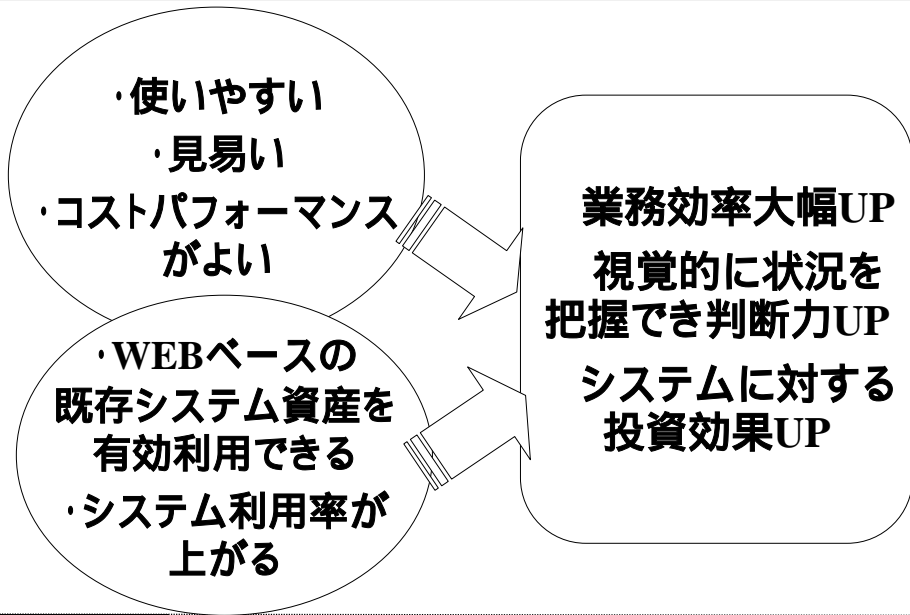 ・使いやすい
・見易い
・コストパフォーマンス
がよい
・WEBベースの
既存システム資産を
有効利用できる
・システム利用率が
上がる
業務効率大幅UP
視覚的に状況を
把握でき判断力UP
システムに対する
投資効果UP